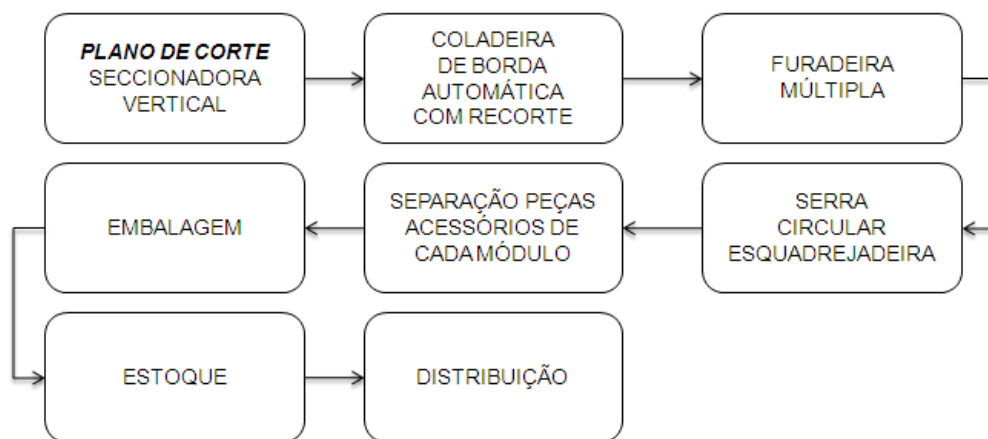 PLANO DE CORTE
SECCIONADORA
VERTICAL
COLADEIRA
DE BORDA
AUTOMÁTICA
COM RECORTE
FURADEIRA
MÚLTIPLA
SERRA
CIRCULAR
ESQUADREJADEIRA
SEPARAÇÃO PEÇAS
ACESSÓRIOS DE
CADA MÓDULO
EMBALAGEM
ESTOQUE
DISTRIBUIÇÃO